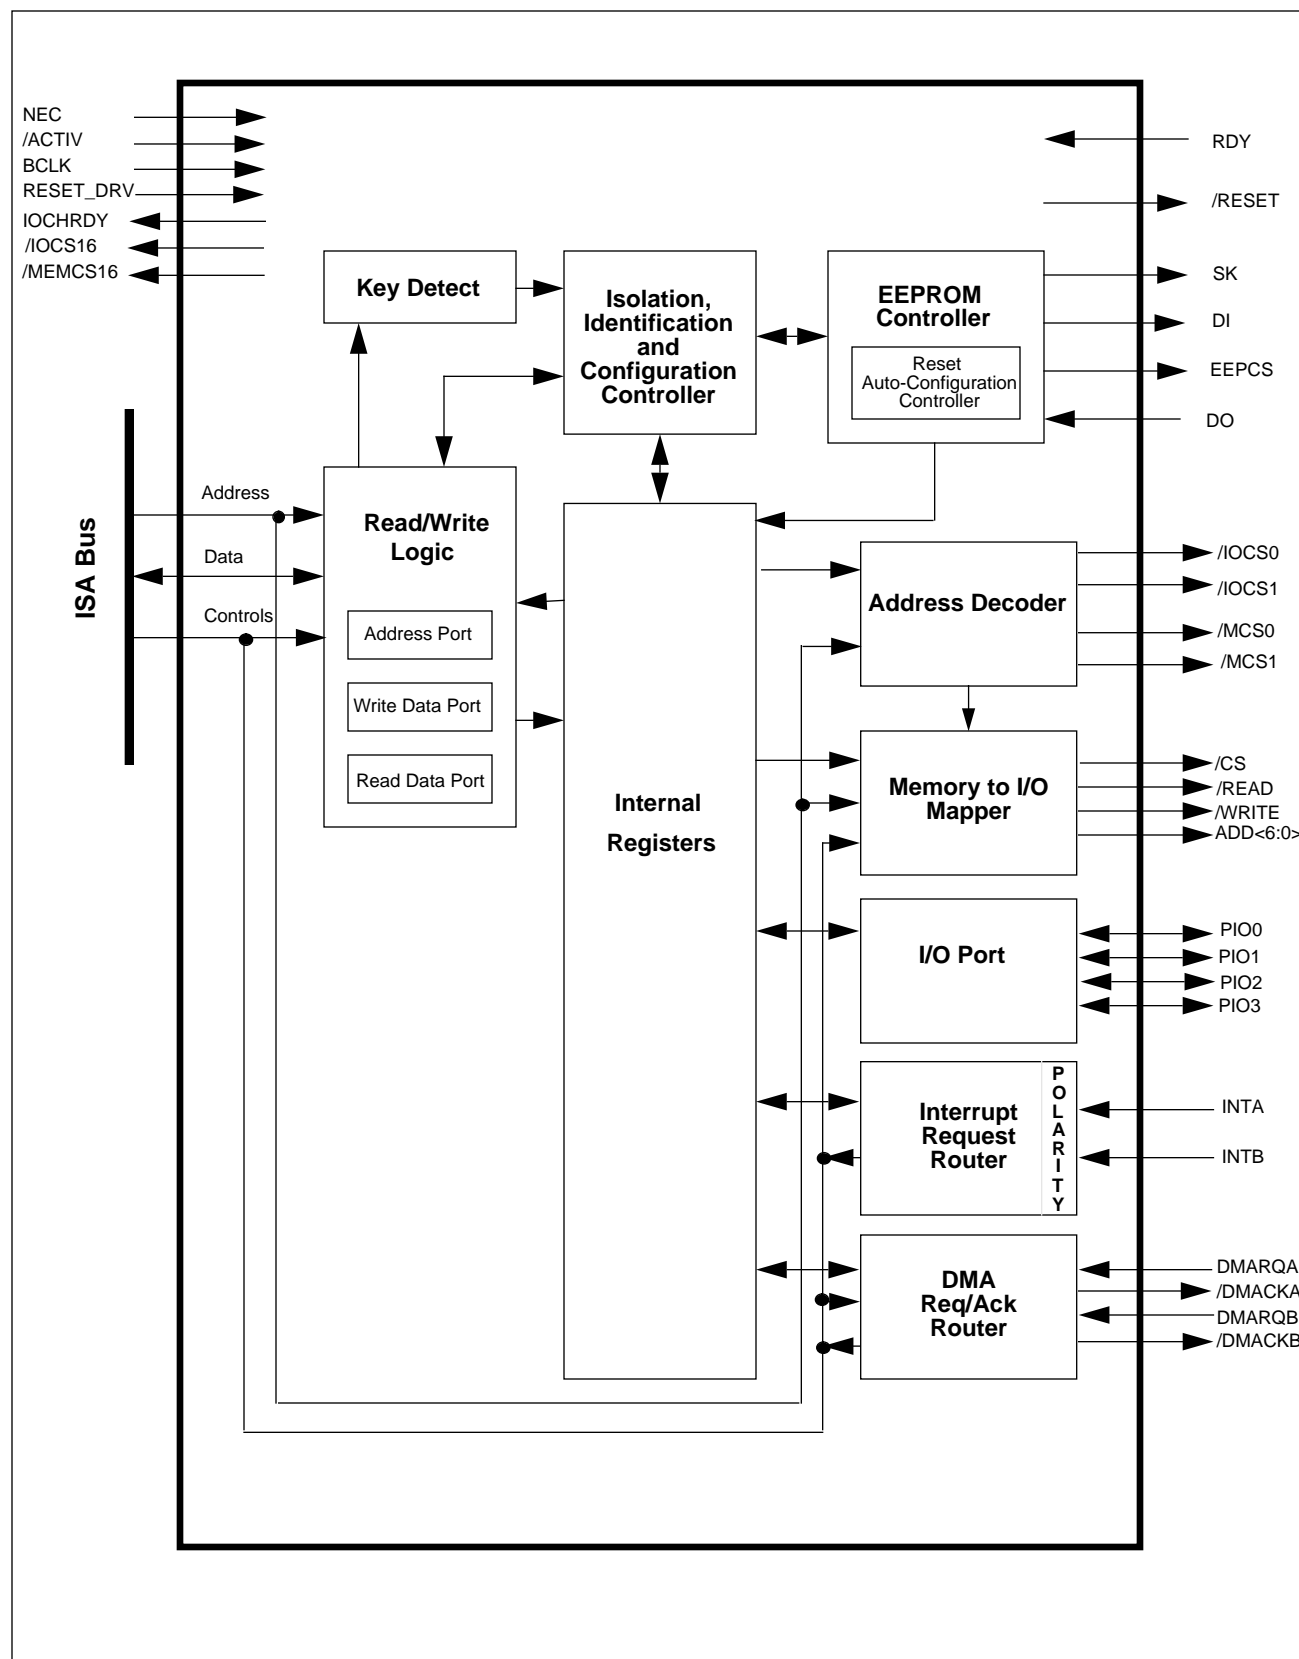 NEC
/ACTIV
BCLK
RESET_DRV
IOCHRDY
/IOCS16
/MEMCS16
RDY
/RESET
SK
DI
EEPCS
DO
Key Detect
Isolation,
Identification
and
Configuration
Controller
EEPROM
Controller
Reset
Auto-Configuration
Controller
ISA Bus
Address
Data
Controls
Read/Write
Logic
Address Port
Write Data Port
Read Data Port
Internal
Registers
Address Decoder
/IOCS0
/IOCS1
/MCS0
/MCS1
Memory to I/O
Mapper
/CS
/READ
/WRITE
ADD<6:0>
I/O Port
PIO0
PIO1
PIO2
PIO3
Interrupt
Request
Router
POLARITY
INTA
INTB
DMA
Req/Ack
Router
DMARQA
/DMACKA
DMARQB
/DMACKB